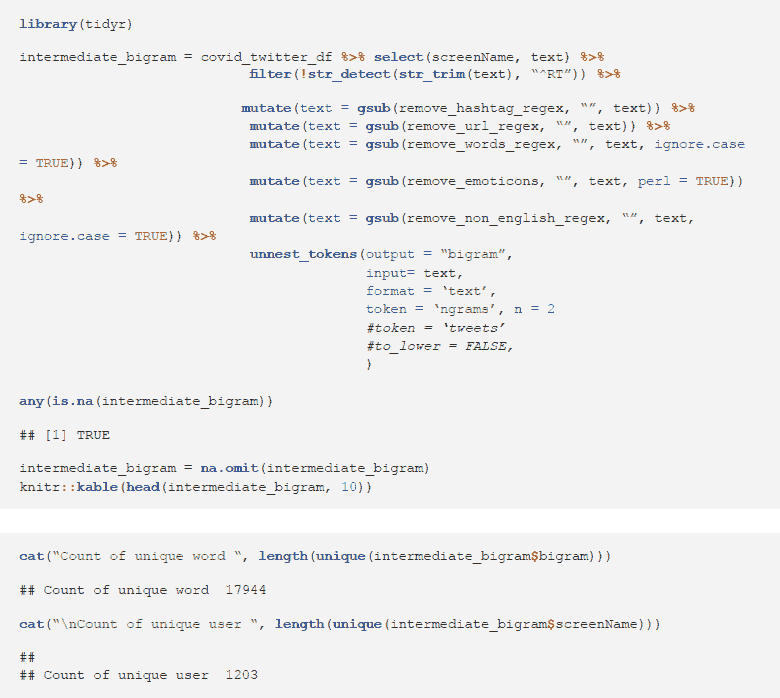 library(tidyr)
intermediate_bigram = covid_twitter_df %>% select(screenName, text) %>%
filter(!str_detect(str_trim(text), “^RT”)) %>%
mutate(text = gsub(remove_hashtag_regex, “”, text)) %>%
mutate(text = gsub(remove_url_regex, “”, text)) %>%
mutate(text = gsub(remove_words_regex, “”, text, ignore.case
= TRUE)) %>%
mutate(text = gsub(remove_emoticons, “”, text, perl = TRUE))
%>%
mutate(text = gsub(remove_non_english_regex, “”, text,
ignore.case = TRUE)) %>%
unnest_tokens(output = “bigram”,
input= text,
format = ‘text’,
token = ‘ngrams’, n = 2
#token = ‘tweets’
#to_lower = FALSE,
)
any(is.na(intermediate_bigram))
## [1] TRUE
intermediate_bigram = na.omit(intermediate_bigram)
knitr::kable(head(intermediate_bigram, 10))
cat(“Count of unique word “, length(unique(intermediate_bigram$bigram)))
## Count of unique word  17944
cat(“\nCount of unique user “, length(unique(intermediate_bigram$screenName)))
##
## Count of unique user  1203